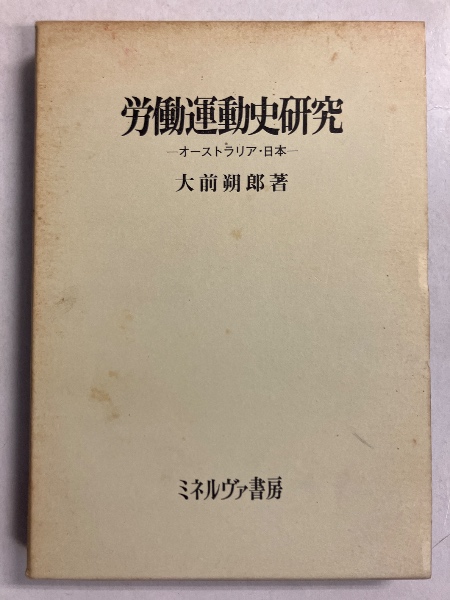 労働運動史研究
―オーストラリア・日本―
大前朔郎著
ミネルヴァ書房